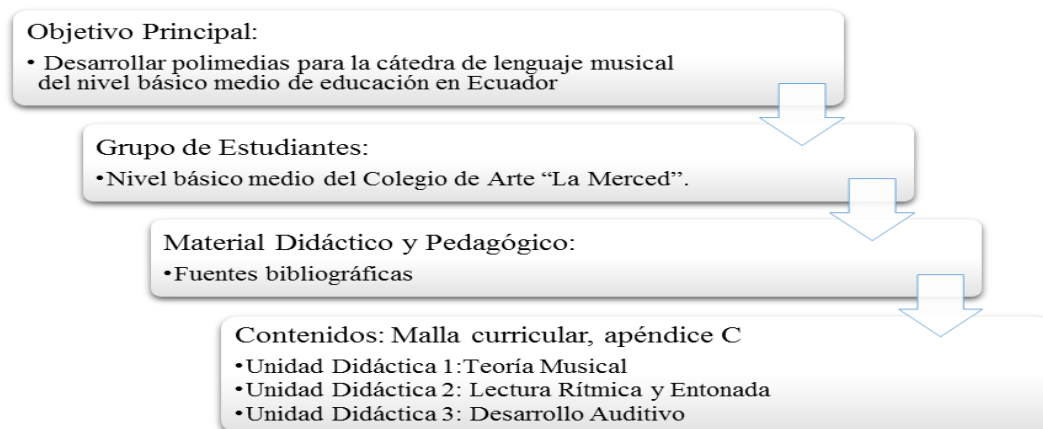 Objetivo Principal:
• Desarrollar polimedias para la cátedra de lenguaje musical
del nivel básico medio de educación en Ecuador
Grupo de Estudiantes:
•Nivel básico medio del Colegio de Arte “La Merced”.
Material Didáctico y Pedagógico:
•Fuentes bibliográficas
Contenidos: Malla curricular, apéndice C
•Unidad Didáctica 1:Teoría Musical
•Unidad Didáctica 2: Lectura Rítmica y Entonada
•Unidad Didáctica 3: Desarrollo Auditivo